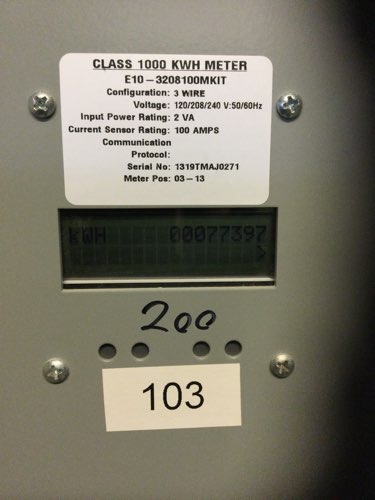 CLASS 1000 KWH METER
E10-3208100MKIT
Configuration: 3 WIRE
Voltage: 120/208/240 V:50/60Hz
Input Power Rating: 2 VA
Current Sensor Rating: 100 AMPS
Communication
Protocol:
Serial No: 1319TMAJ0271
Meter Pos: 03-13
kWH 00077397
>
200
103